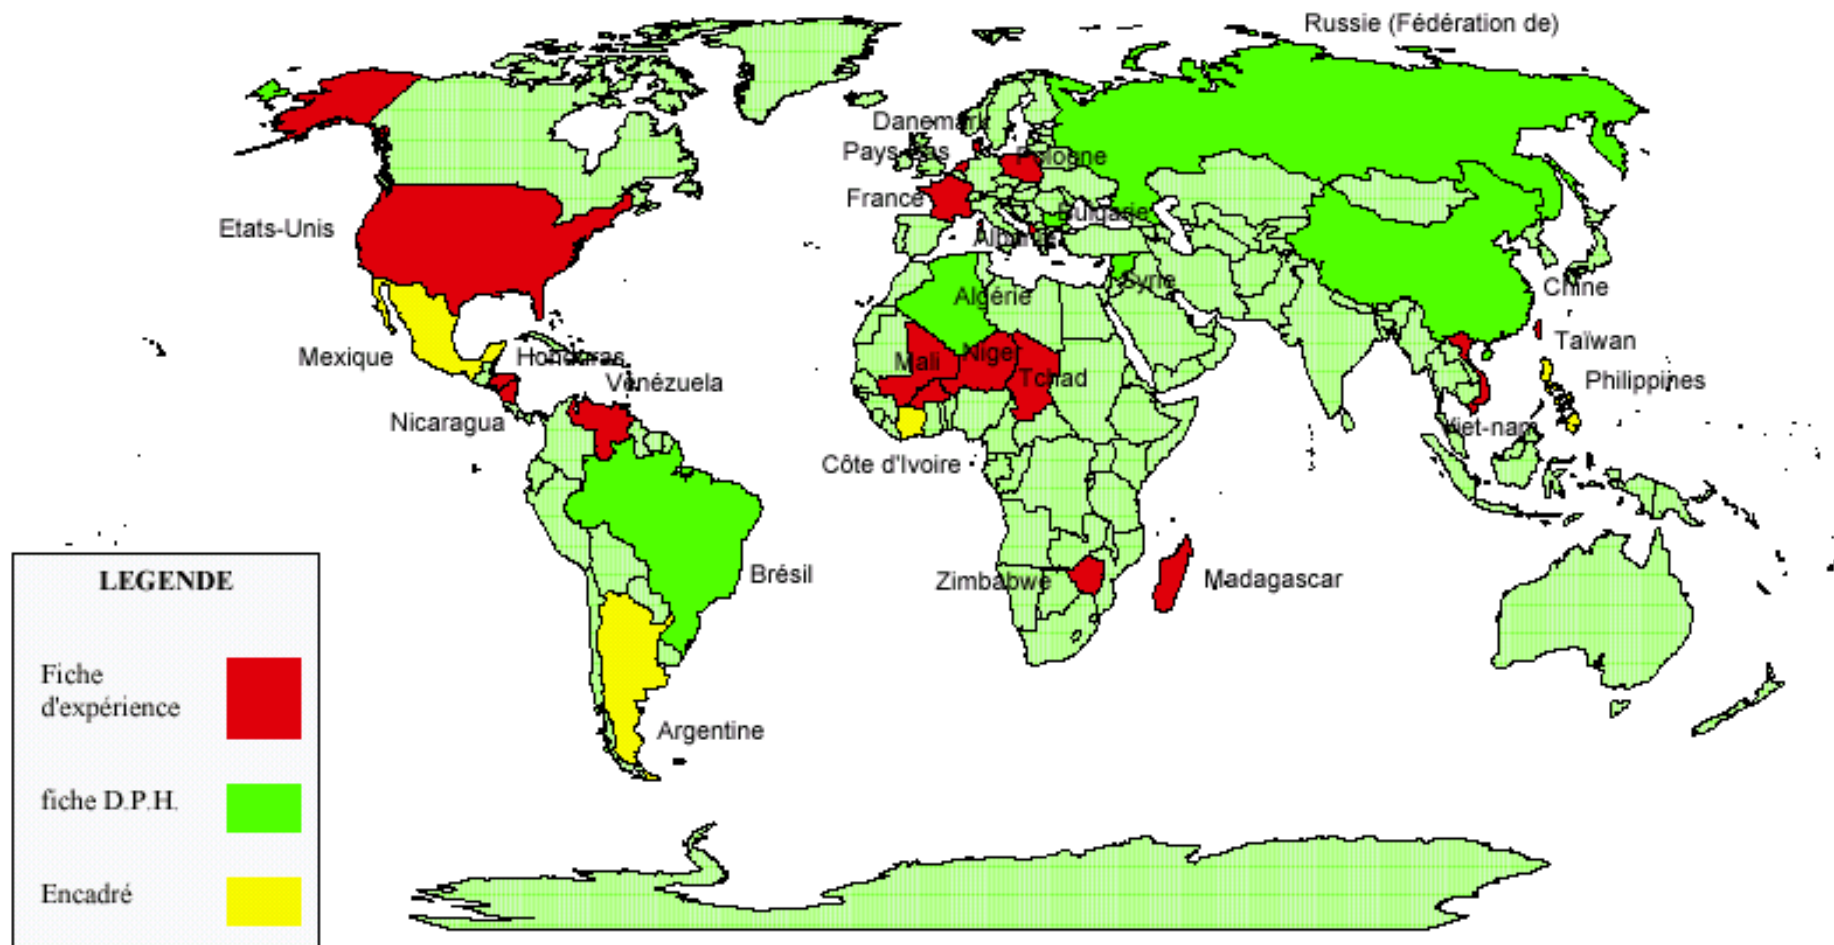 Russie (Fédération de)
Danemark
Pays-Bas
Pologne
France
Bulgarie
Albanie
Etats-Unis
Syrie
Algérie
Chine
Taïwan
Mexique
Honduras
Mali
Niger
Tchad
Philippines
Vénézuela
Nicaragua
Viet-nam
Côte d'Ivoire
Brésil
Zimbabwe
Madagascar
Argentine
LEGENDE
Fiche
d'expérience
fiche D.P.H.
Encadré